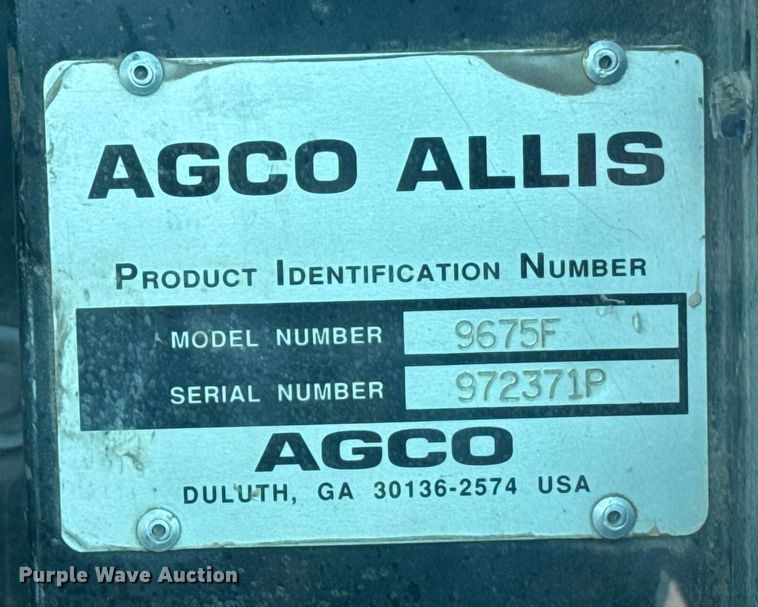 AGCO ALLIS
PRODUCT IDENTIFICATION NUMBER
MODEL NUMBER 9675F
SERIAL NUMBER 972371P
AGCO
DULUTH, GA 30136-2574 USA
Purple Wave Auction